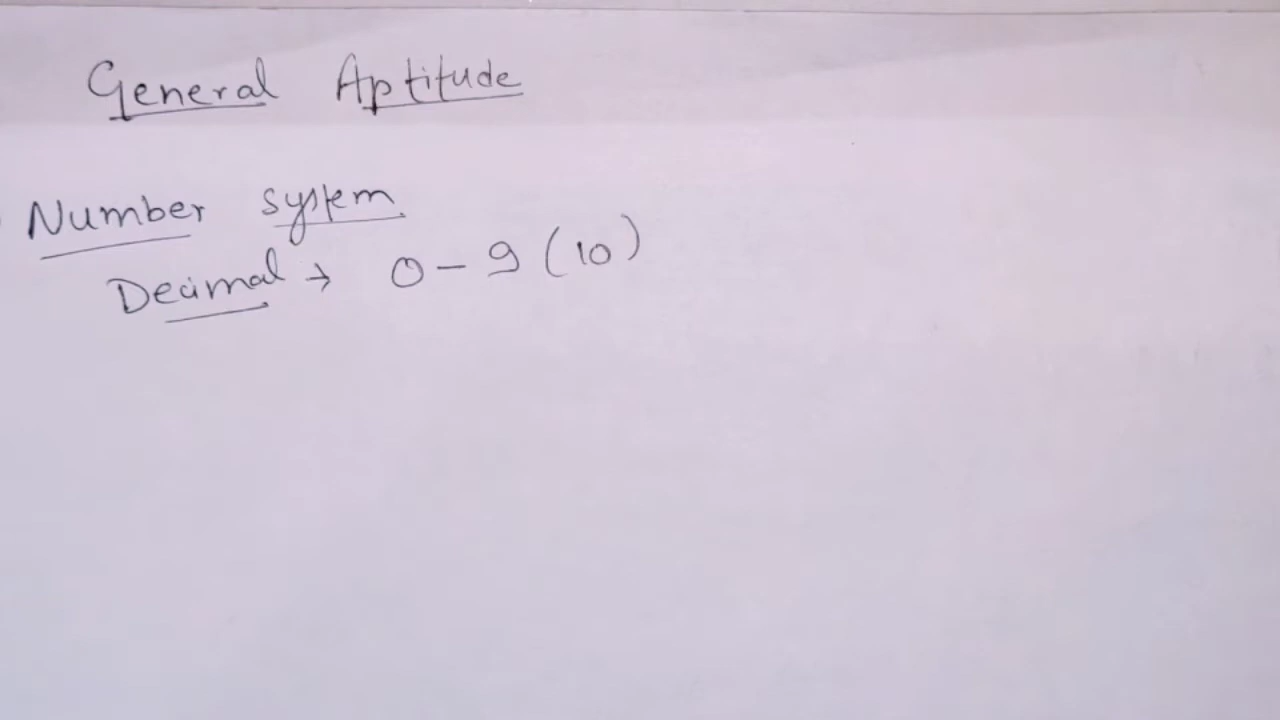 General Aptitude
Number system
Decimal → 0 - 9 (10)